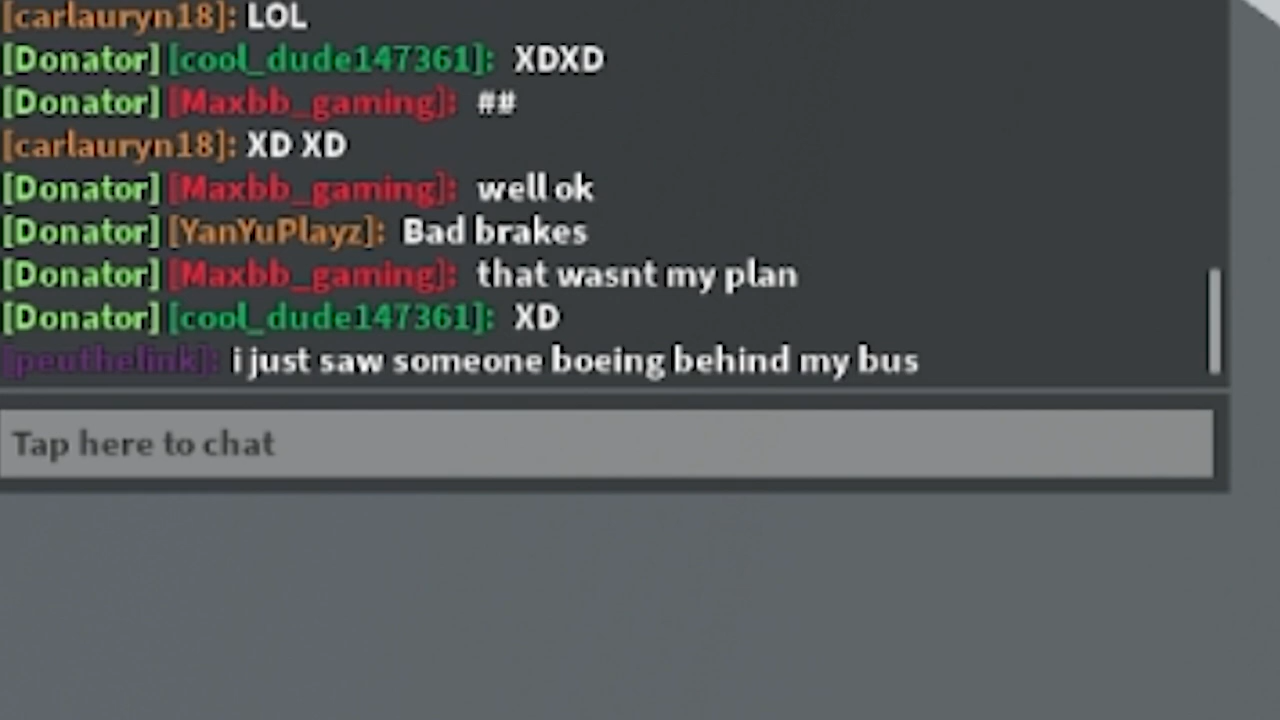 [carlauryn18]: LOL
[Donator] [cool_dude147361]: XDXD
[Donator] [Maxbb_gaming]: ##
[carlauryn18]: XD XD
[Donator] [Maxbb_gaming]: well ok
[Donator] [YanYuPlayz]: Bad brakes
[Donator] [Maxbb_gaming]: that wasnt my plan
[Donator] [cool_dude147361]: XD
[peuthelink]: i just saw someone boeing behind my bus
Tap here to chat